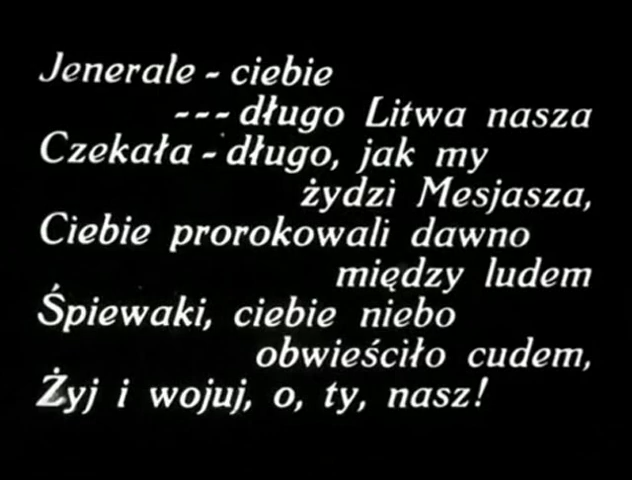 Jenerale - ciebie
--- długo Litwa nasza
Czekała - długo, jak my
żydzi Mesjasza,
Ciebie prorokowali dawno
między ludem
Śpiewaki, ciebie niebo
obwieściło cudem,
Żyj i wojuj, o, ty, nasz!